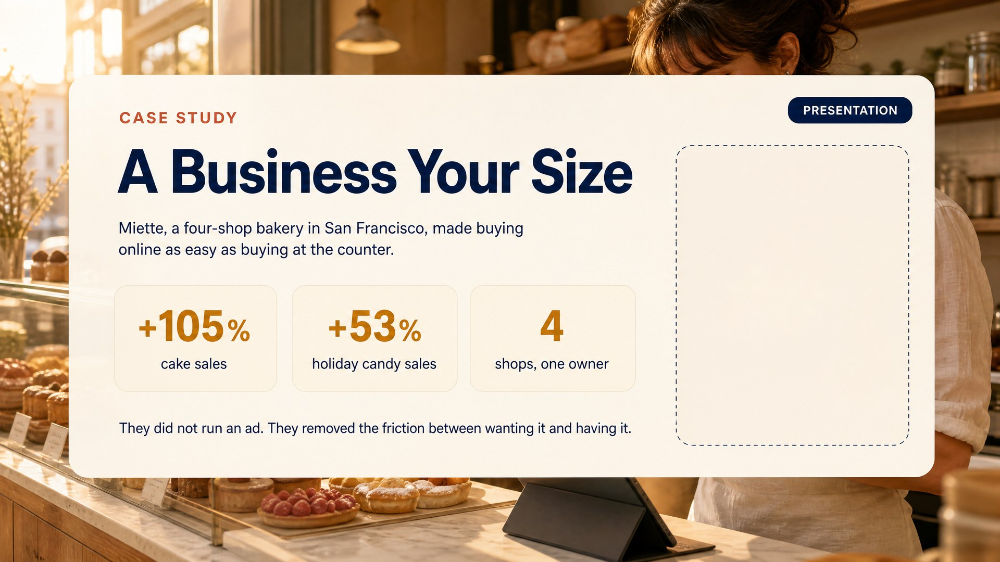 CASE STUDY
PRESENTATION
A Business Your Size
Miette, a four-shop bakery in San Francisco, made buying
online as easy as buying at the counter.
+105%
cake sales
+53%
holiday candy sales
4
shops, one owner
They did not run an ad. They removed the friction between wanting it and having it.